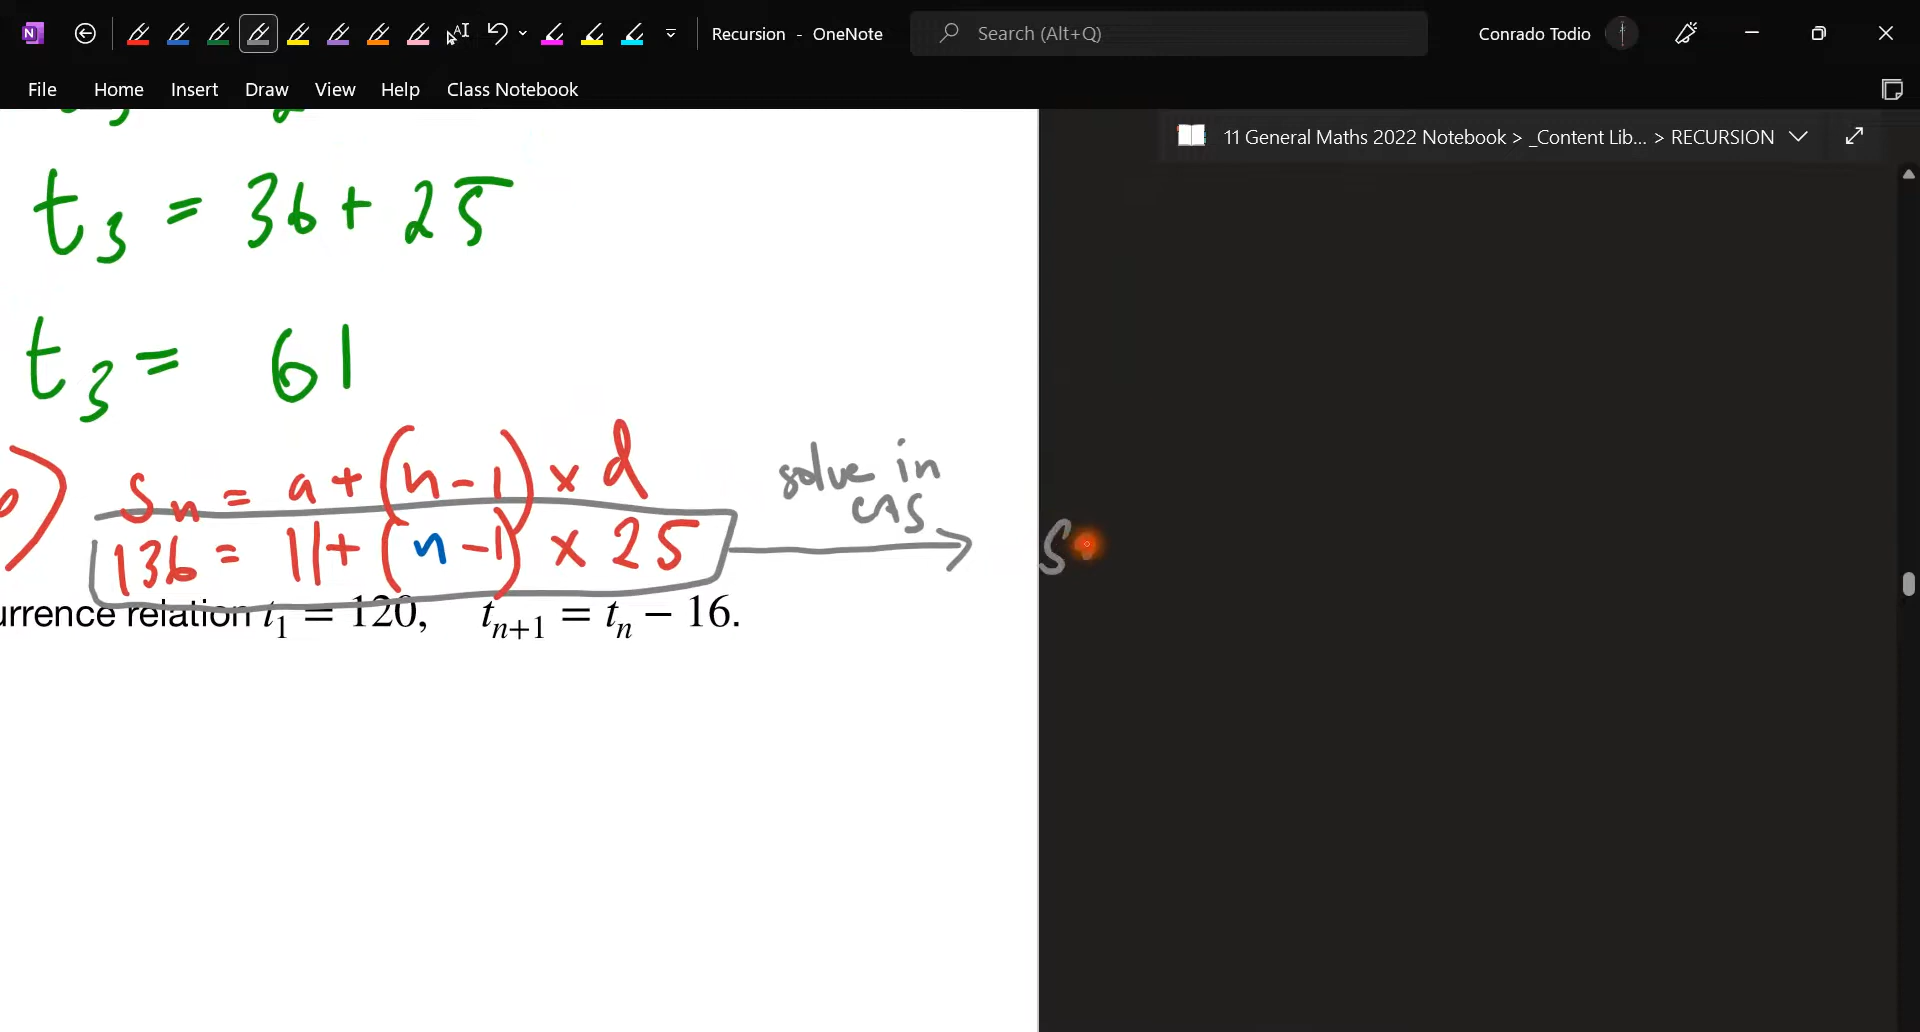 Recursion - OneNote
Search (Alt+Q)
Conrado Todio
File Home Insert Draw View Help Class Notebook
11 General Maths 2022 Notebook > _Content Lib... > RECURSION
t₃ = 36 + 25
t₃ = 61
Sₙ = a + (n - 1) × d
136 = 11 + (n - 1) × 25
solve in
CAS
S
urrence relation t₁ = 120, tₙ₊₁ = tₙ − 16.